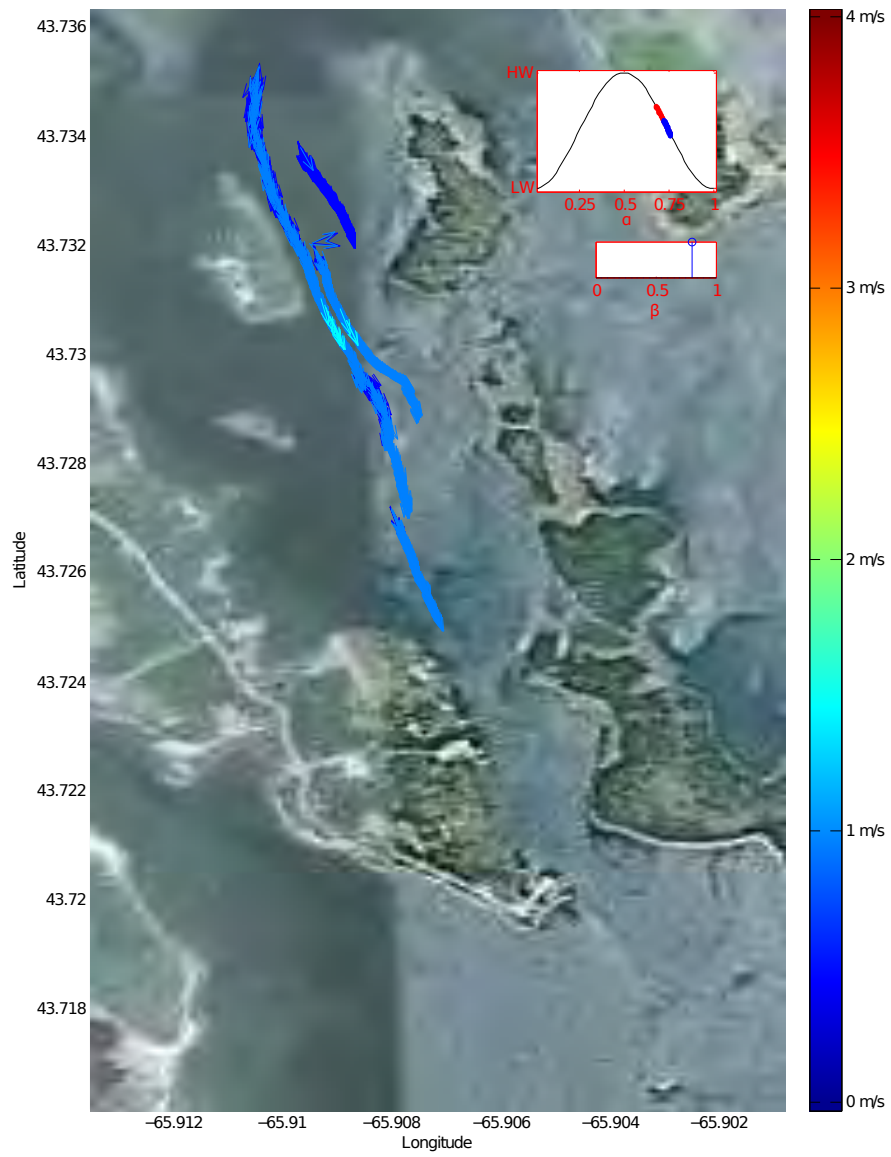 43.736
43.734
43.732
43.73
43.728
43.726
43.724
43.722
43.72
43.718
Latitude
−65.912
−65.91
−65.908
−65.906
−65.904
−65.902
Longitude
HW
LW
0.25
0.5
0.75
1
α
0
0.5
1
β
4 m/s
3 m/s
2 m/s
1 m/s
0 m/s